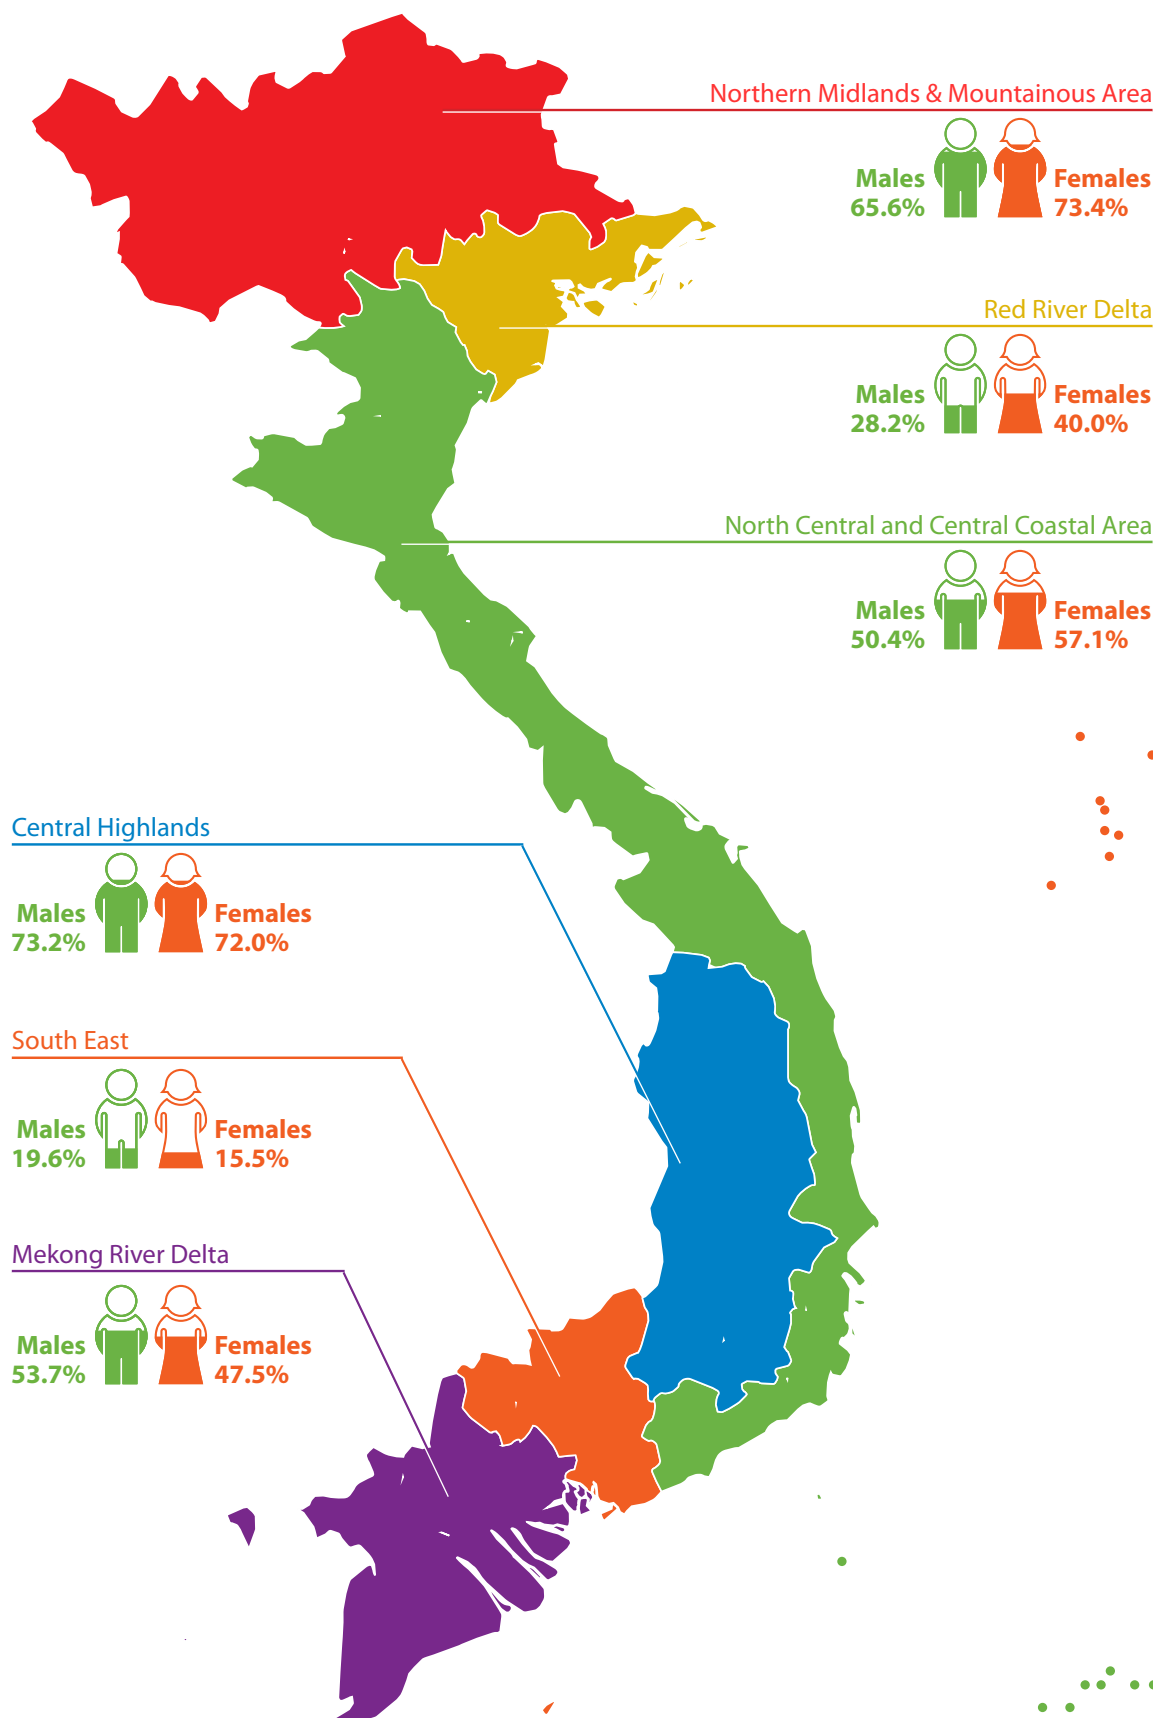 Northern Midlands & Mountainous Area
Males
65.6%
Females
73.4%
Red River Delta
Males
28.2%
Females
40.0%
North Central and Central Coastal Area
Males
50.4%
Females
57.1%
Central Highlands
Males
73.2%
Females
72.0%
South East
Males
19.6%
Females
15.5%
Mekong River Delta
Males
53.7%
Females
47.5%